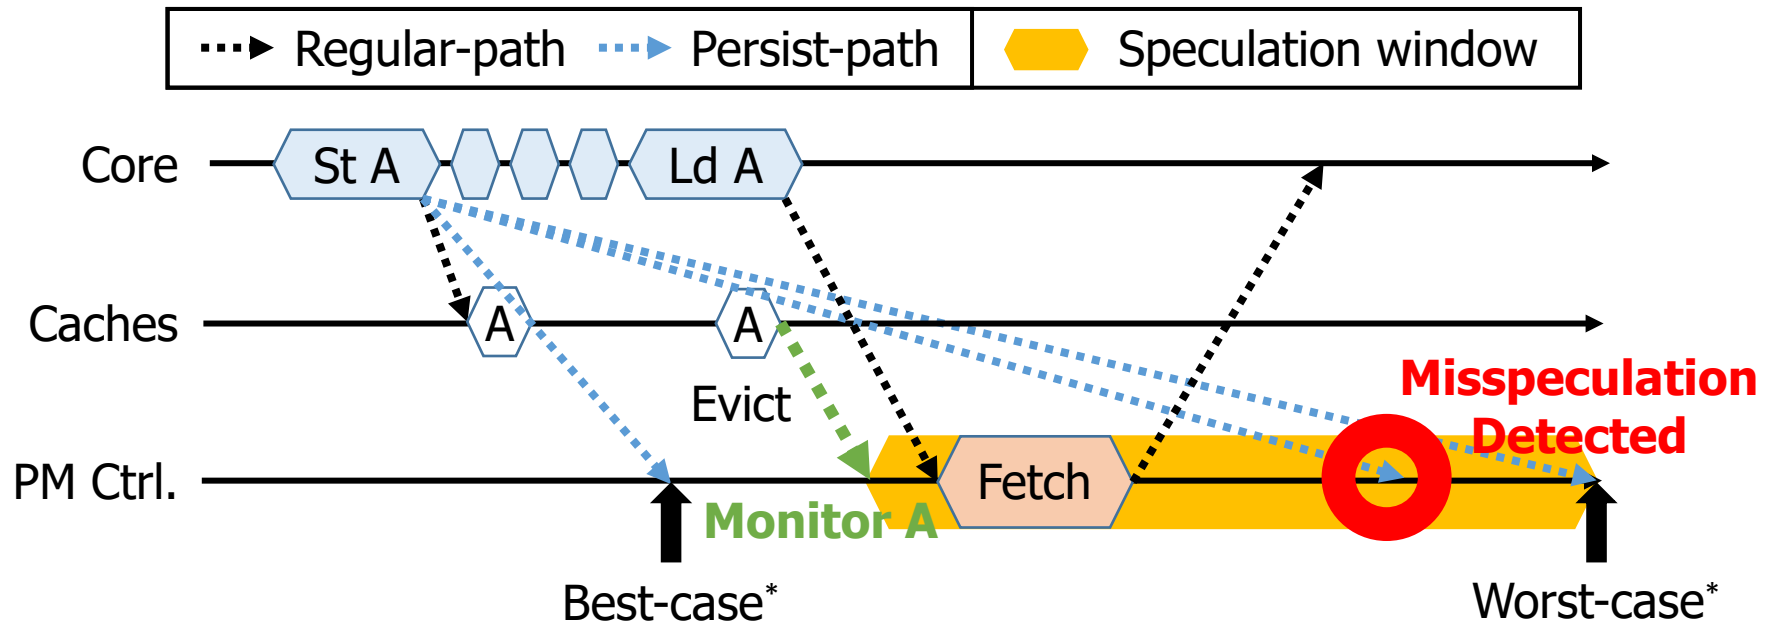 Regular-path
Persist-path
Speculation window
Core
St A
Ld A
Caches
A
A
Evict
Misspeculation
Detected
PM Ctrl.
Fetch
Monitor A
Best-case*
Worst-case*